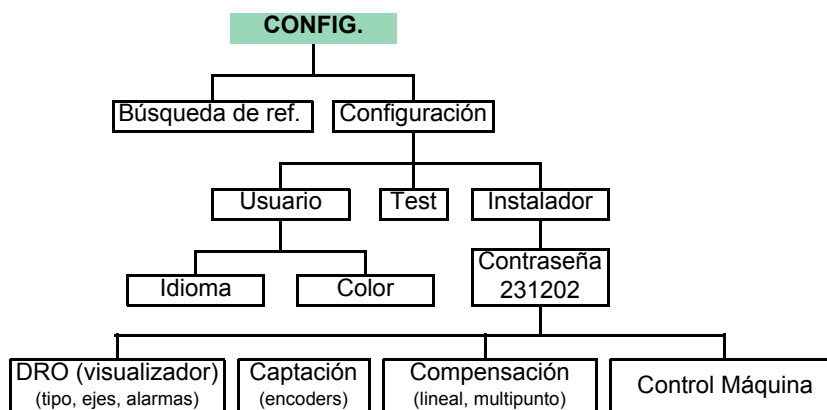 CONFIG.
Búsqueda de ref.
Configuración
Usuario
Test
Instalador
Idioma
Color
Contraseña
231202
DRO (visualizador)
(tipo, ejes, alarmas)
Captación
(encoders)
Compensación
(lineal, multipunto)
Control Máquina